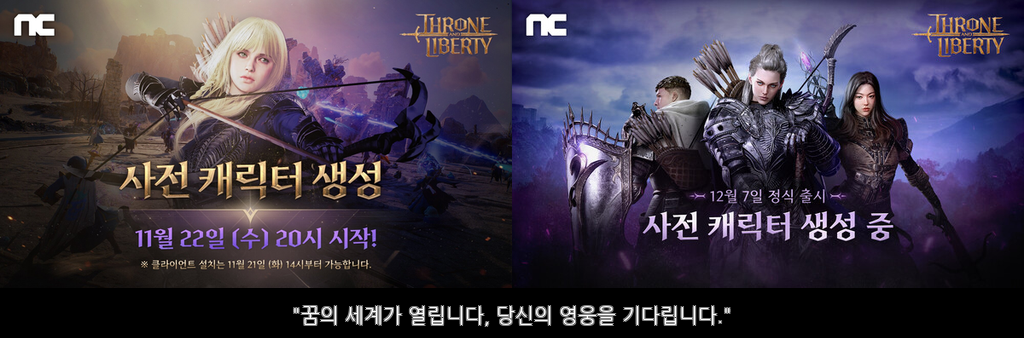 NC
THRONE
AND
LIBERTY
사전 캐릭터 생성
11월 22일 (수) 20시 시작!
※ 클라이언트 설치는 11월 21일 (화) 14시부터 가능합니다.
NC
THRONE
AND
LIBERTY
12월 7일 정식 출시
사전 캐릭터 생성 중
"꿈의 세계가 열립니다, 당신의 영웅을 기다립니다."